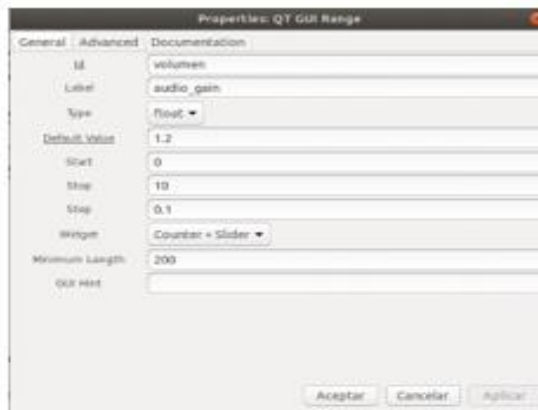 Properties: QT GUI Range
General Advanced Documentation
Id volumen
Label audio_gain
Type float
Default Value 1.2
Start 0
Stop 10
Step 0.1
Widget Counter + Slider
Minimum Length 200
GUI Hint
Aceptar Cancelar Aplicar